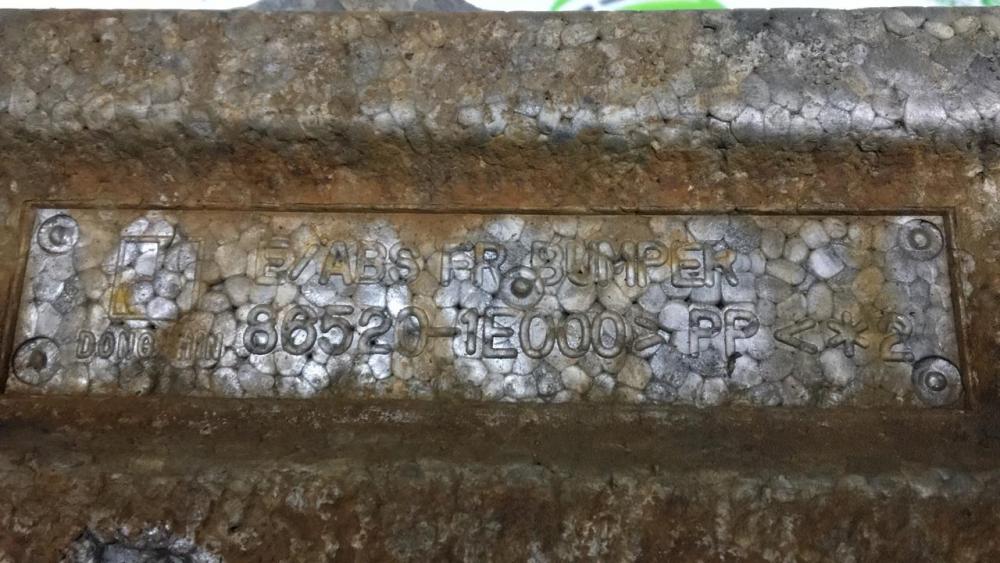 E/ABS FR BUMPER
DONG
86520-1E000>PP<*2